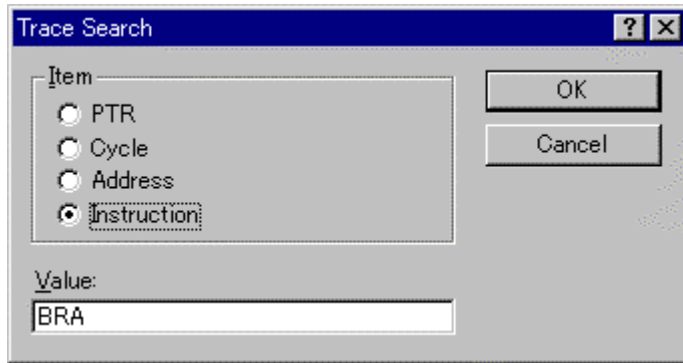 Trace Search
Item
PTR
Cycle
Address
Instruction
OK
Cancel
Value:
BRA